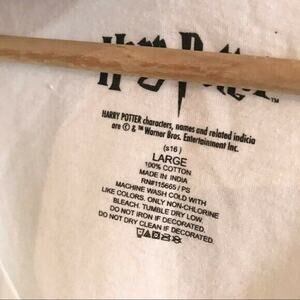 Harry Potter™
HARRY POTTER characters, names and related indicia
are © & ™ Warner Bros. Entertainment Inc.
(s16)
LARGE
100% COTTON
MADE IN INDIA
RN#115665 / PS
MACHINE WASH COLD WITH
LIKE COLORS. ONLY NON-CHLORINE
BLEACH. TUMBLE DRY LOW.
DO NOT IRON IF DECORATED.
DO NOT DRY CLEAN IF DECORATED.